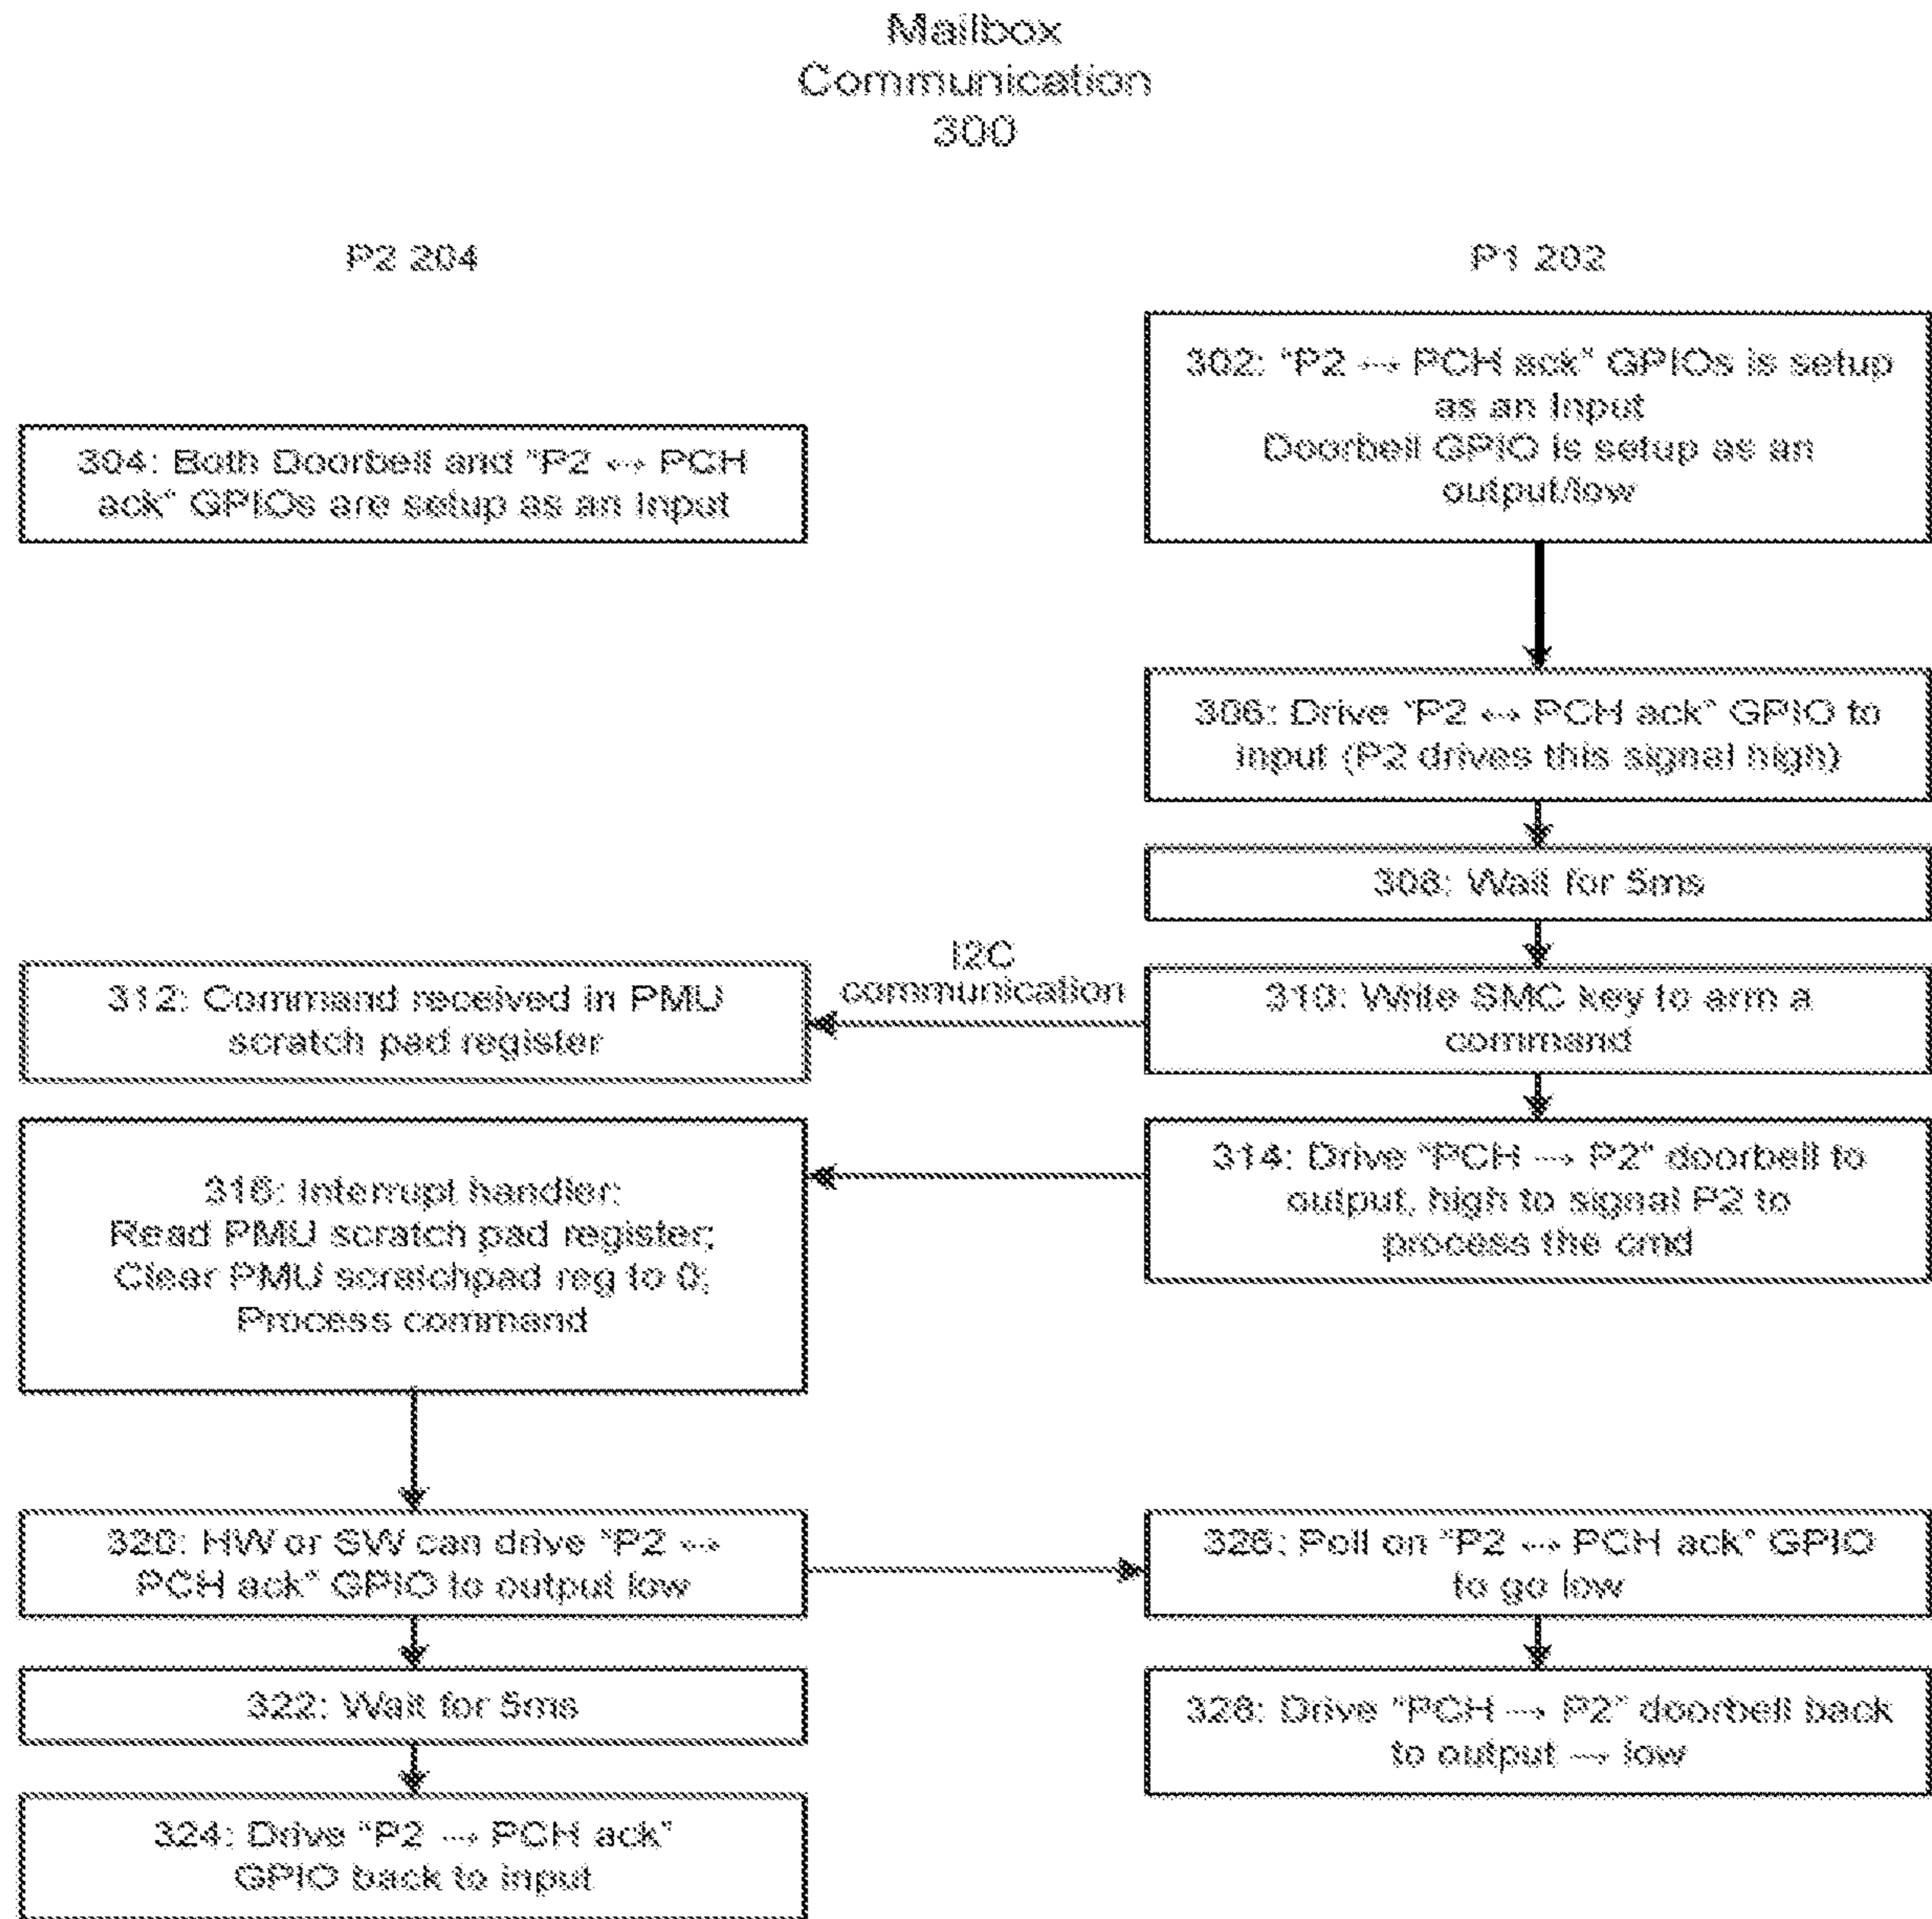 Mailbox
Communication
300
P2 204
P1 202
302: "P2 → PCH ack" GPIOs is setup
as an Input
Doorbell GPIO is setup as an
output/low
304: Both Doorbell and "P2 ↔ PCH
ack" GPIOs are setup as an Input
306: Drive "P2 ↔ PCH ack" GPIO to
input (P2 drives this signal high)
308: Wait for 5ms
I2C
communication
310: Write SMC key to arm a
command
312: Command received in PMU
scratch pad register
314: Drive "PCH → P2" doorbell to
output, high to signal P2 to
process the cmd
316: Interrupt handler:
Read PMU scratch pad register;
Clear PMU scratchpad reg to 0;
Process command
320: HW or SW can drive "P2 ↔
PCH ack" GPIO to output low
326: Poll on "P2 ↔ PCH ack" GPIO
to go low
322: Wait for 5ms
328: Drive "PCH → P2" doorbell back
to output → low
324: Drive "P2 → PCH ack"
GPIO back to input